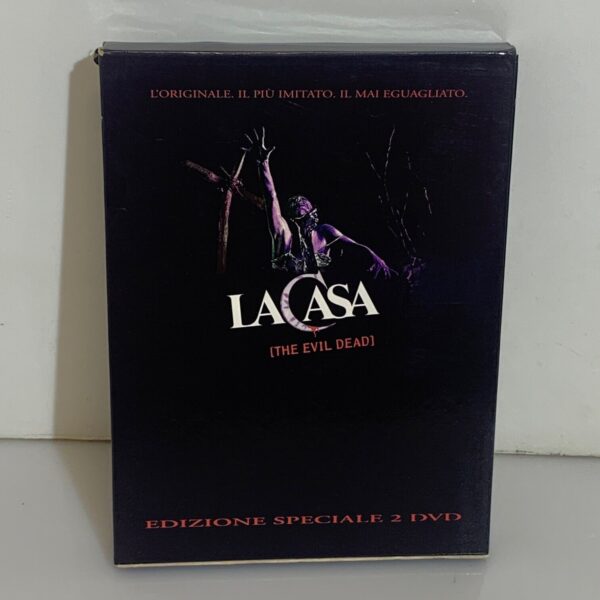 L'ORIGINALE. IL PIÙ IMITATO. IL MAI EGUAGLIATO.
LA CASA
[THE EVIL DEAD]
EDIZIONE SPECIALE 2 DVD